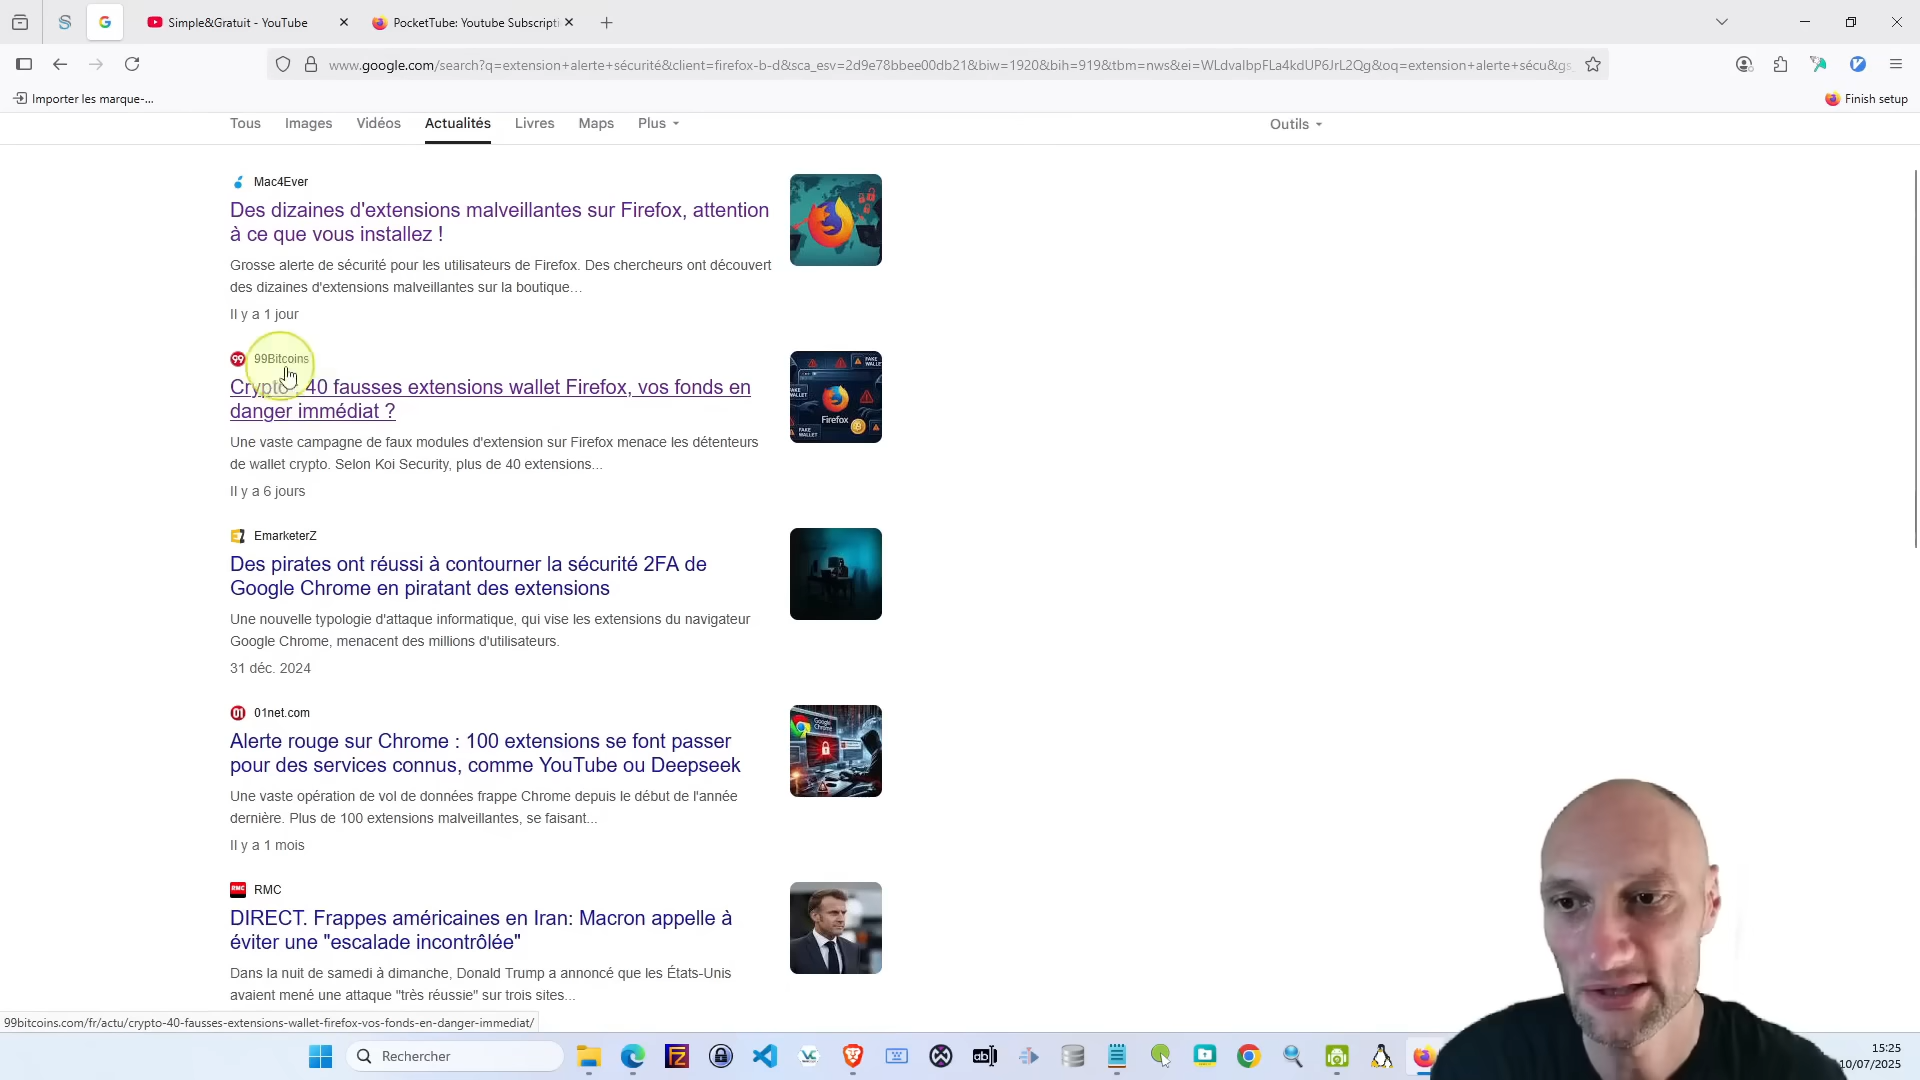 Simple&Gratuit - YouTube
PocketTube: Youtube Subscripti
www.google.com/search?q=extension+alerte+sécurité&client=firefox-b-d&sca_esv=2d9e78bbee00db21&biw=1920&bih=919&tbm=nws&ei=WLdvaIbpFLa4kdUP6JrL2Qg&oq=extension+alerte+sécu&gs_
Importer les marque-...
Finish setup
Tous Images Vidéos Actualités Livres Maps Plus
Outils
Mac4Ever
Des dizaines d'extensions malveillantes sur Firefox, attention
à ce que vous installez !
Grosse alerte de sécurité pour les utilisateurs de Firefox. Des chercheurs ont découvert
des dizaines d'extensions malveillantes sur la boutique...
Il y a 1 jour
99 99Bitcoins
Crypto : 40 fausses extensions wallet Firefox, vos fonds en
danger immédiat ?
Une vaste campagne de faux modules d'extension sur Firefox menace les détenteurs
de wallet crypto. Selon Koi Security, plus de 40 extensions...
Il y a 6 jours
FAKE WALLET
Firefox
FAKE WALLET
EmarketerZ
Des pirates ont réussi à contourner la sécurité 2FA de
Google Chrome en piratant des extensions
Une nouvelle typologie d'attaque informatique, qui vise les extensions du navigateur
Google Chrome, menacent des millions d'utilisateurs.
31 déc. 2024
01 01net.com
Alerte rouge sur Chrome : 100 extensions se font passer
pour des services connus, comme YouTube ou Deepseek
Une vaste opération de vol de données frappe Chrome depuis le début de l'année
dernière. Plus de 100 extensions malveillantes, se faisant...
Il y a 1 mois
Google Chrome
RMC RMC
DIRECT. Frappes américaines en Iran: Macron appelle à
éviter une "escalade incontrôlée"
Dans la nuit de samedi à dimanche, Donald Trump a annoncé que les États-Unis
avaient mené une attaque "très réussie" sur trois sites...
99bitcoins.com/fr/actu/crypto-40-fausses-extensions-wallet-firefox-vos-fonds-en-danger-immediat/
Rechercher
15:25
10/07/2025